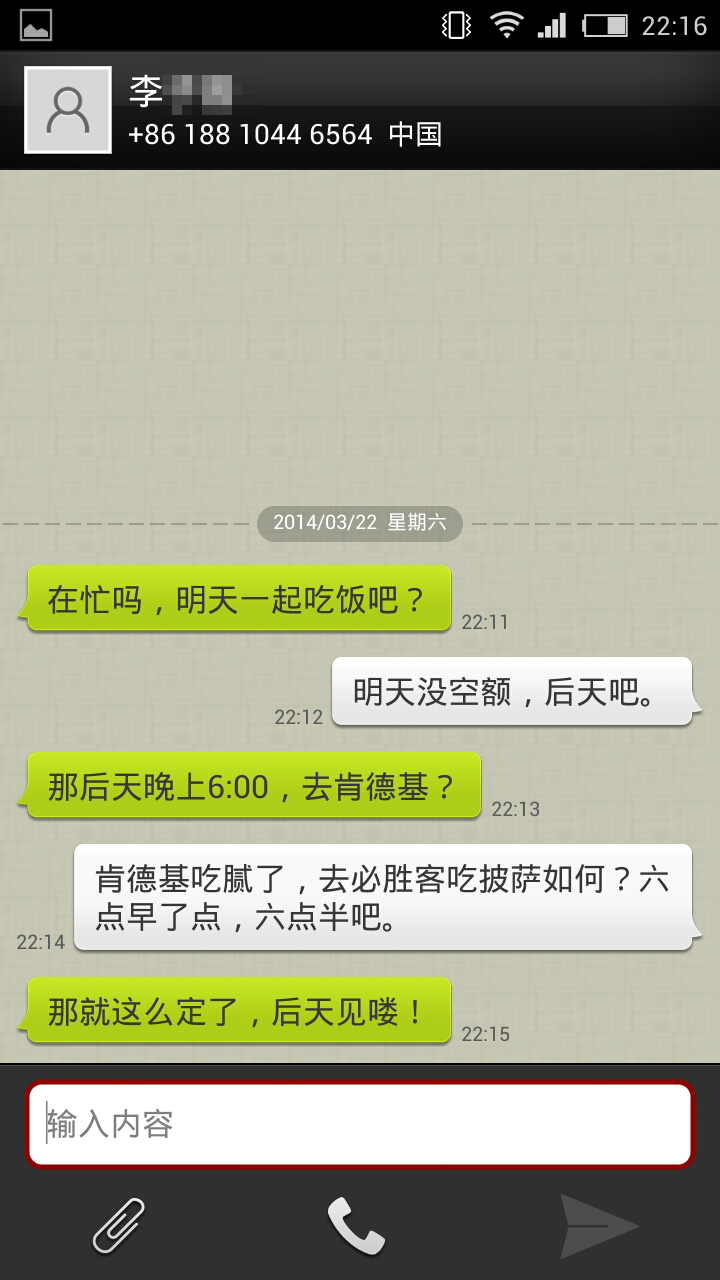 22:16
李
+86 188 1044 6564 中国
2014/03/22 星期六
在忙吗，明天一起吃饭吧？
22:11
明天没空额，后天吧。
22:12
那后天晚上6:00，去肯德基？
22:13
肯德基吃腻了，去必胜客吃披萨如何？六
点早了点，六点半吧。
22:14
那就这么定了，后天见喽！
22:15
输入内容